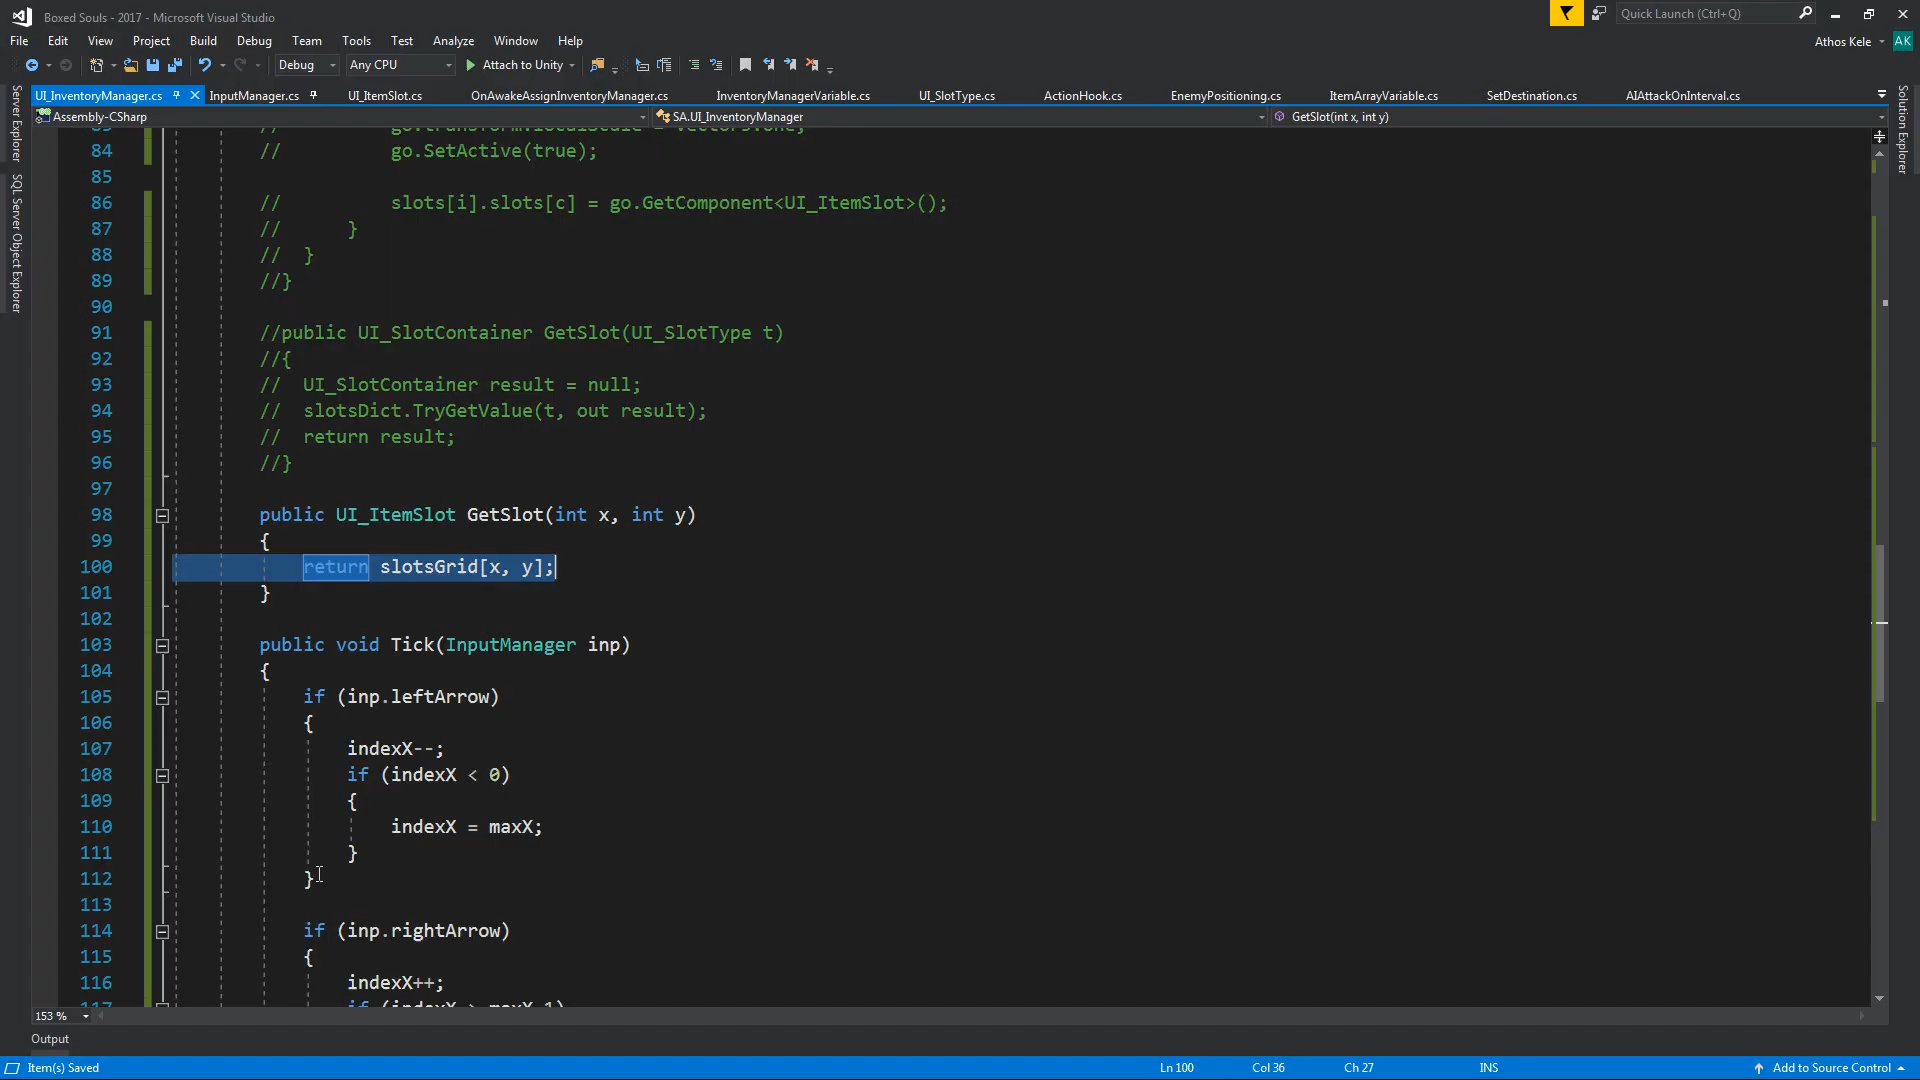 Boxed Souls - 2017 - Microsoft Visual Studio
Quick Launch (Ctrl+Q)
File Edit View Project Build Debug Team Tools Test Analyze Window Help
Athos Kele AK
Debug Any CPU Attach to Unity
UI_InventoryManager.cs InputManager.cs UI_ItemSlot.cs OnAwakeAssignInventoryManager.cs InventoryManagerVariable.cs UI_SlotType.cs ActionHook.cs EnemyPositioning.cs ItemArrayVariable.cs SetDestination.cs AIAttackOnInterval.cs
Assembly-CSharp SA.UI_InventoryManager GetSlot(int x, int y)
Server Explorer
SQL Server Object Explorer
Solution Explorer
83 // go.transform.localScale = Vector3.one;
84 // go.SetActive(true);
85
86 // slots[i].slots[c] = go.GetComponent<UI_ItemSlot>();
87 // }
88 // }
89 //}
90
91 //public UI_SlotContainer GetSlot(UI_SlotType t)
92 //{
93 // UI_SlotContainer result = null;
94 // slotsDict.TryGetValue(t, out result);
95 // return result;
96 //}
97
98 public UI_ItemSlot GetSlot(int x, int y)
99 {
100 return slotsGrid[x, y];
101 }
102
103 public void Tick(InputManager inp)
104 {
105 if (inp.leftArrow)
106 {
107 indexX--;
108 if (indexX < 0)
109 {
110 indexX = maxX;
111 }
112 }
113
114 if (inp.rightArrow)
115 {
116 indexX++;
117 if (indexX > maxX-1)
153 %
Output
Item(s) Saved Ln 100 Col 36 Ch 27 INS Add to Source Control